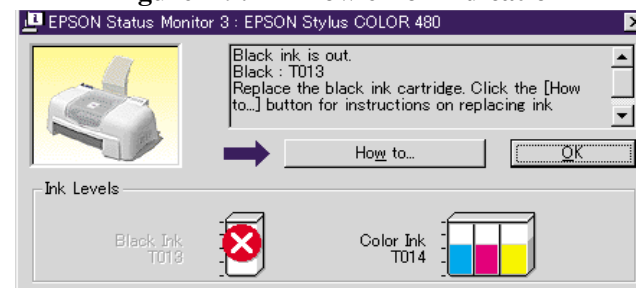 EPSON Status Monitor 3 : EPSON Stylus COLOR 480
Black ink is out.
Black : T013
Replace the black ink cartridge. Click the [How
to...] button for instructions on replacing ink
How to...
OK
Ink Levels
Black Ink
T013
Color Ink
T014